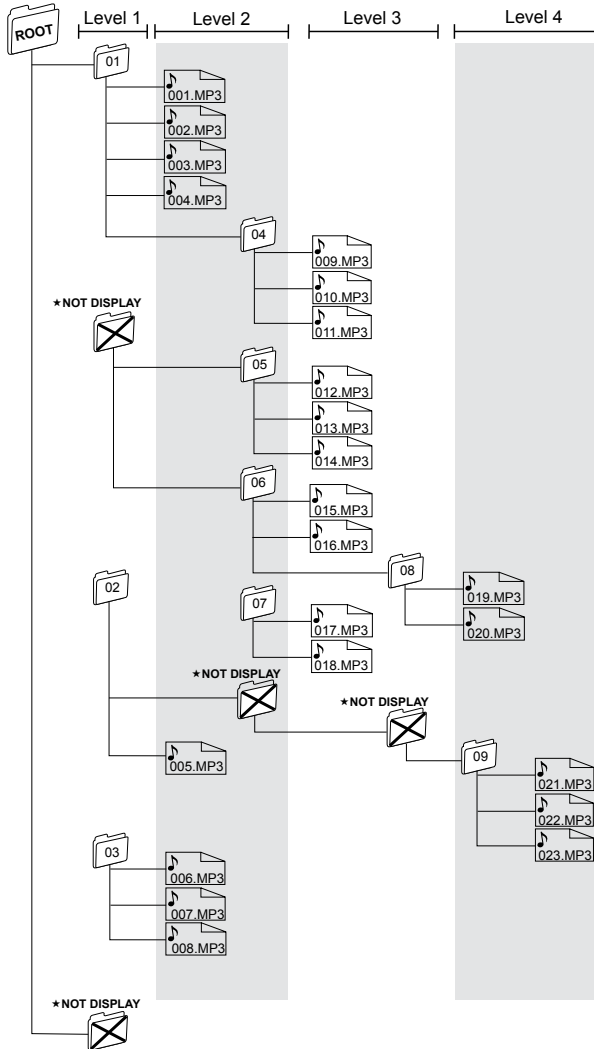 ROOT
Level 1
Level 2
Level 3
Level 4
01
001.MP3
002.MP3
003.MP3
004.MP3
04
009.MP3
010.MP3
011.MP3
★NOT DISPLAY
05
012.MP3
013.MP3
014.MP3
06
015.MP3
016.MP3
08
019.MP3
020.MP3
02
07
017.MP3
018.MP3
★NOT DISPLAY
★NOT DISPLAY
09
021.MP3
022.MP3
023.MP3
005.MP3
03
006.MP3
007.MP3
008.MP3
★NOT DISPLAY